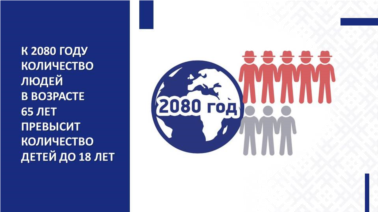 К 2080 ГОДУ
КОЛИЧЕСТВО
ЛЮДЕЙ
В ВОЗРАСТЕ
65 ЛЕТ
ПРЕВЫСИТ
КОЛИЧЕСТВО
ДЕТЕЙ ДО 18 ЛЕТ
2080 год